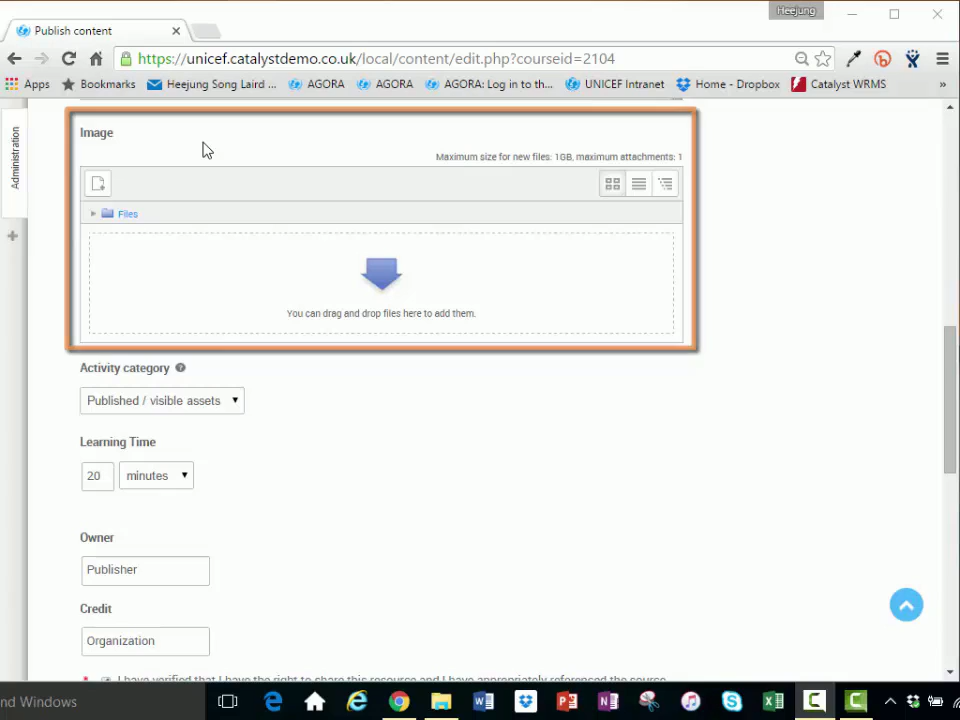 Heejung
Publish content
https://unicef.catalystdemo.co.uk/local/content/edit.php?courseid=2104
Apps
Bookmarks
Heejung Song Laird ...
AGORA
AGORA
AGORA: Log in to th...
UNICEF Intranet
Home - Dropbox
Catalyst WRMS
»
Administration
Image
Maximum size for new files: 1GB, maximum attachments: 1
Files
You can drag and drop files here to add them.
Activity category
Published / visible assets
Learning Time
20 minutes
Owner
Publisher
Credit
Organization
I have verified that I have the right to share this resource and I have appropriately referenced the source
nd Windows